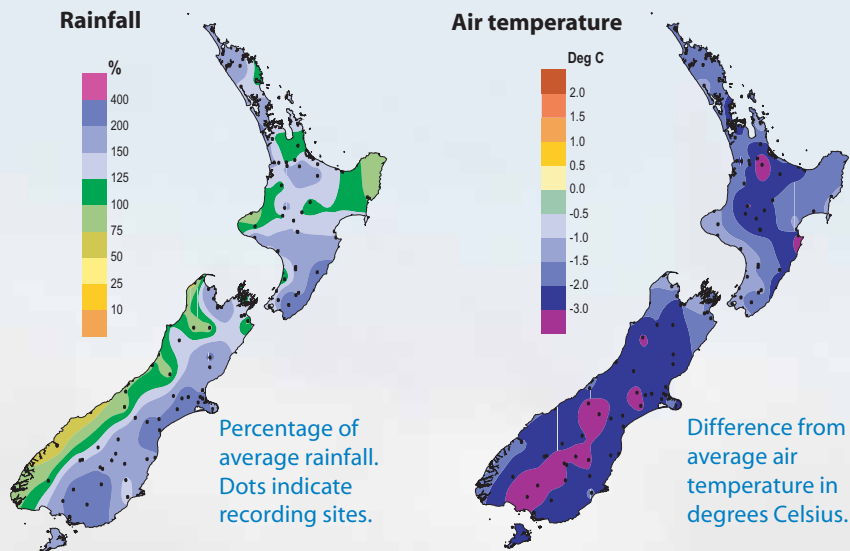 Rainfall
%
400
200
150
125
100
75
50
25
10
Percentage of
average rainfall.
Dots indicate
recording sites.
Air temperature
Deg C
2.0
1.5
1.0
0.5
0.0
-0.5
-1.0
-1.5
-2.0
-3.0
Difference from
average air
temperature in
degrees Celsius.